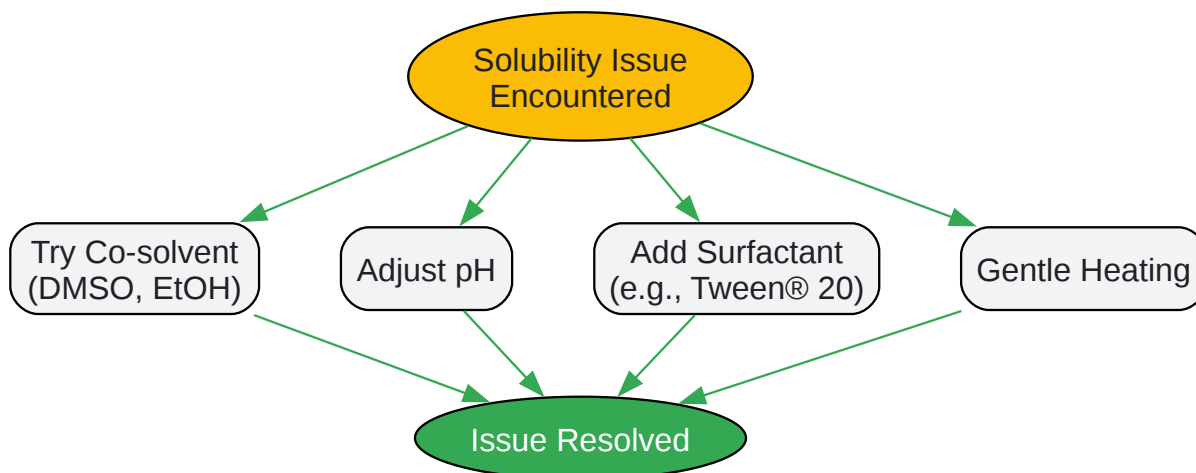 Solubility Issue
Encountered
Try Co-solvent
(DMSO, EtOH)
Adjust pH
Add Surfactant
(e.g., Tween® 20)
Gentle Heating
Issue Resolved